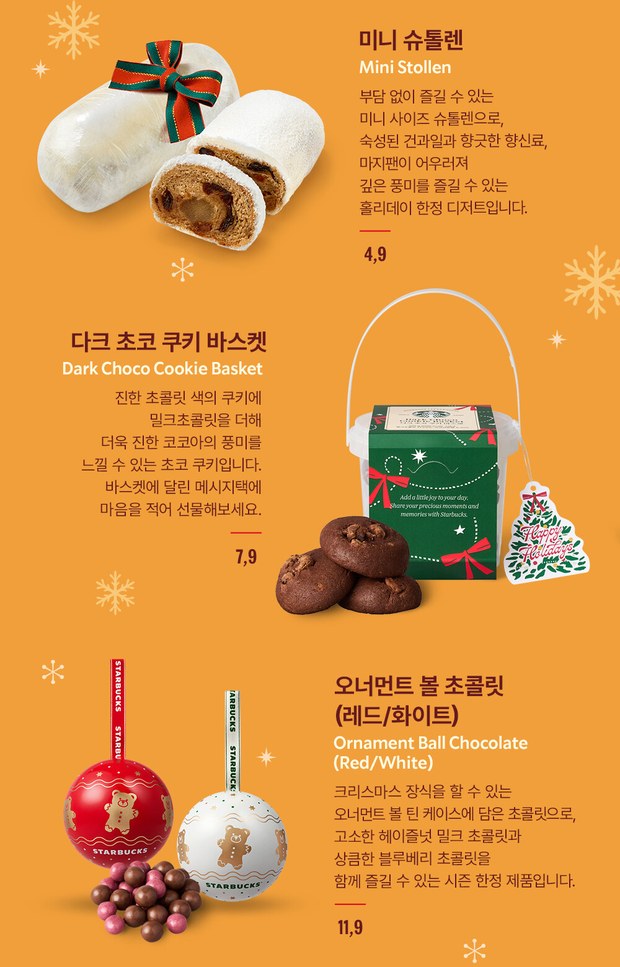 미니 슈톨렌
Mini Stollen
부담 없이 즐길 수 있는
미니 사이즈 슈톨렌으로,
숙성된 건과일과 향긋한 향신료,
마지팬이 어우러져
깊은 풍미를 즐길 수 있는
홀리데이 한정 디저트입니다.
4,9
다크 초코 쿠키 바스켓
Dark Choco Cookie Basket
진한 초콜릿 색의 쿠키에
밀크초콜릿을 더해
더욱 진한 코코아의 풍미를
느낄 수 있는 초코 쿠키입니다.
바스켓에 달린 메시지택에
마음을 적어 선물해보세요.
7,9
Add a little joy to your day.
Share your precious moments and
memories with Starbucks.
Happy
Holidays
오너먼트 볼 초콜릿
(레드/화이트)
Ornament Ball Chocolate
(Red/White)
크리스마스 장식을 할 수 있는
오너먼트 볼 틴 케이스에 담은 초콜릿으로,
고소한 헤이즐넛 밀크 초콜릿과
상큼한 블루베리 초콜릿을
함께 즐길 수 있는 시즌 한정 제품입니다.
11,9
STARBUCKS
STARBU
STARBUCKS
ARBUCKS
STARBUCK
STARBUCKS